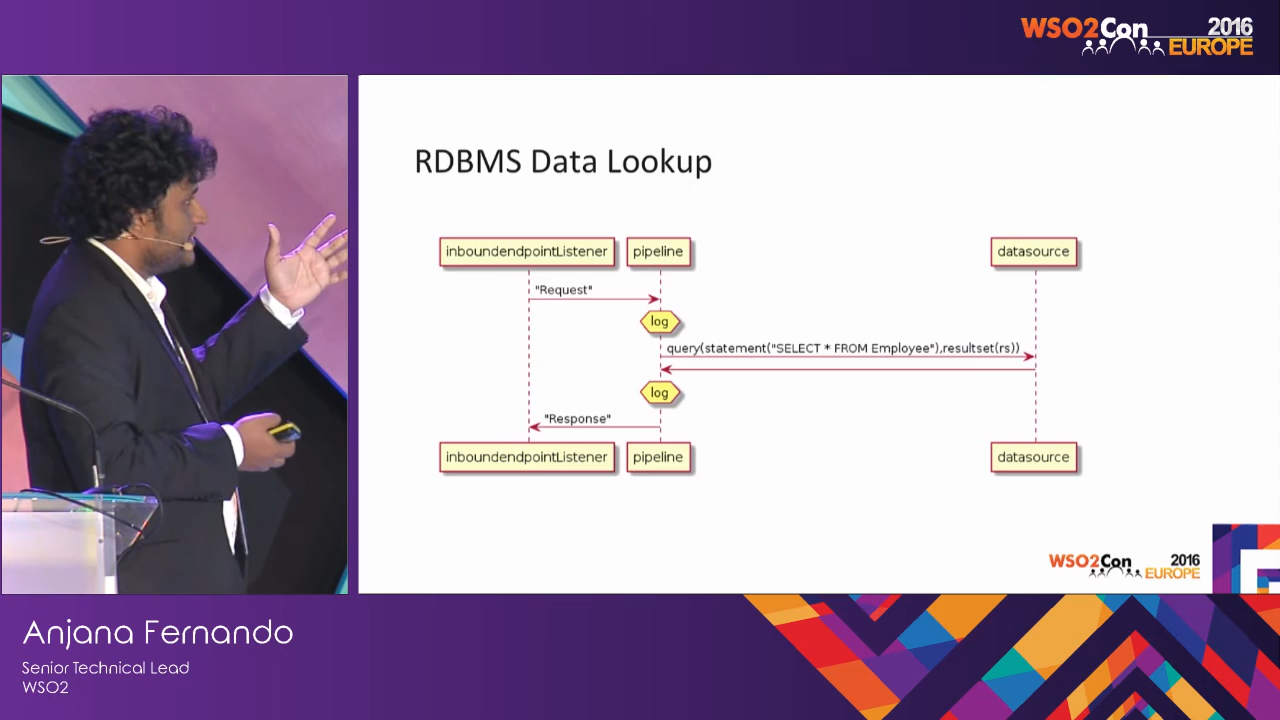 WSO2Con 2016
EUROPE
RDBMS Data Lookup
inboundendpointListener pipeline datasource
"Request"
log
query(statement("SELECT * FROM Employee"),resultset(rs))
log
"Response"
inboundendpointListener pipeline datasource
WSO2Con 2016
EUROPE
Anjana Fernando
Senior Technical Lead
WSO2